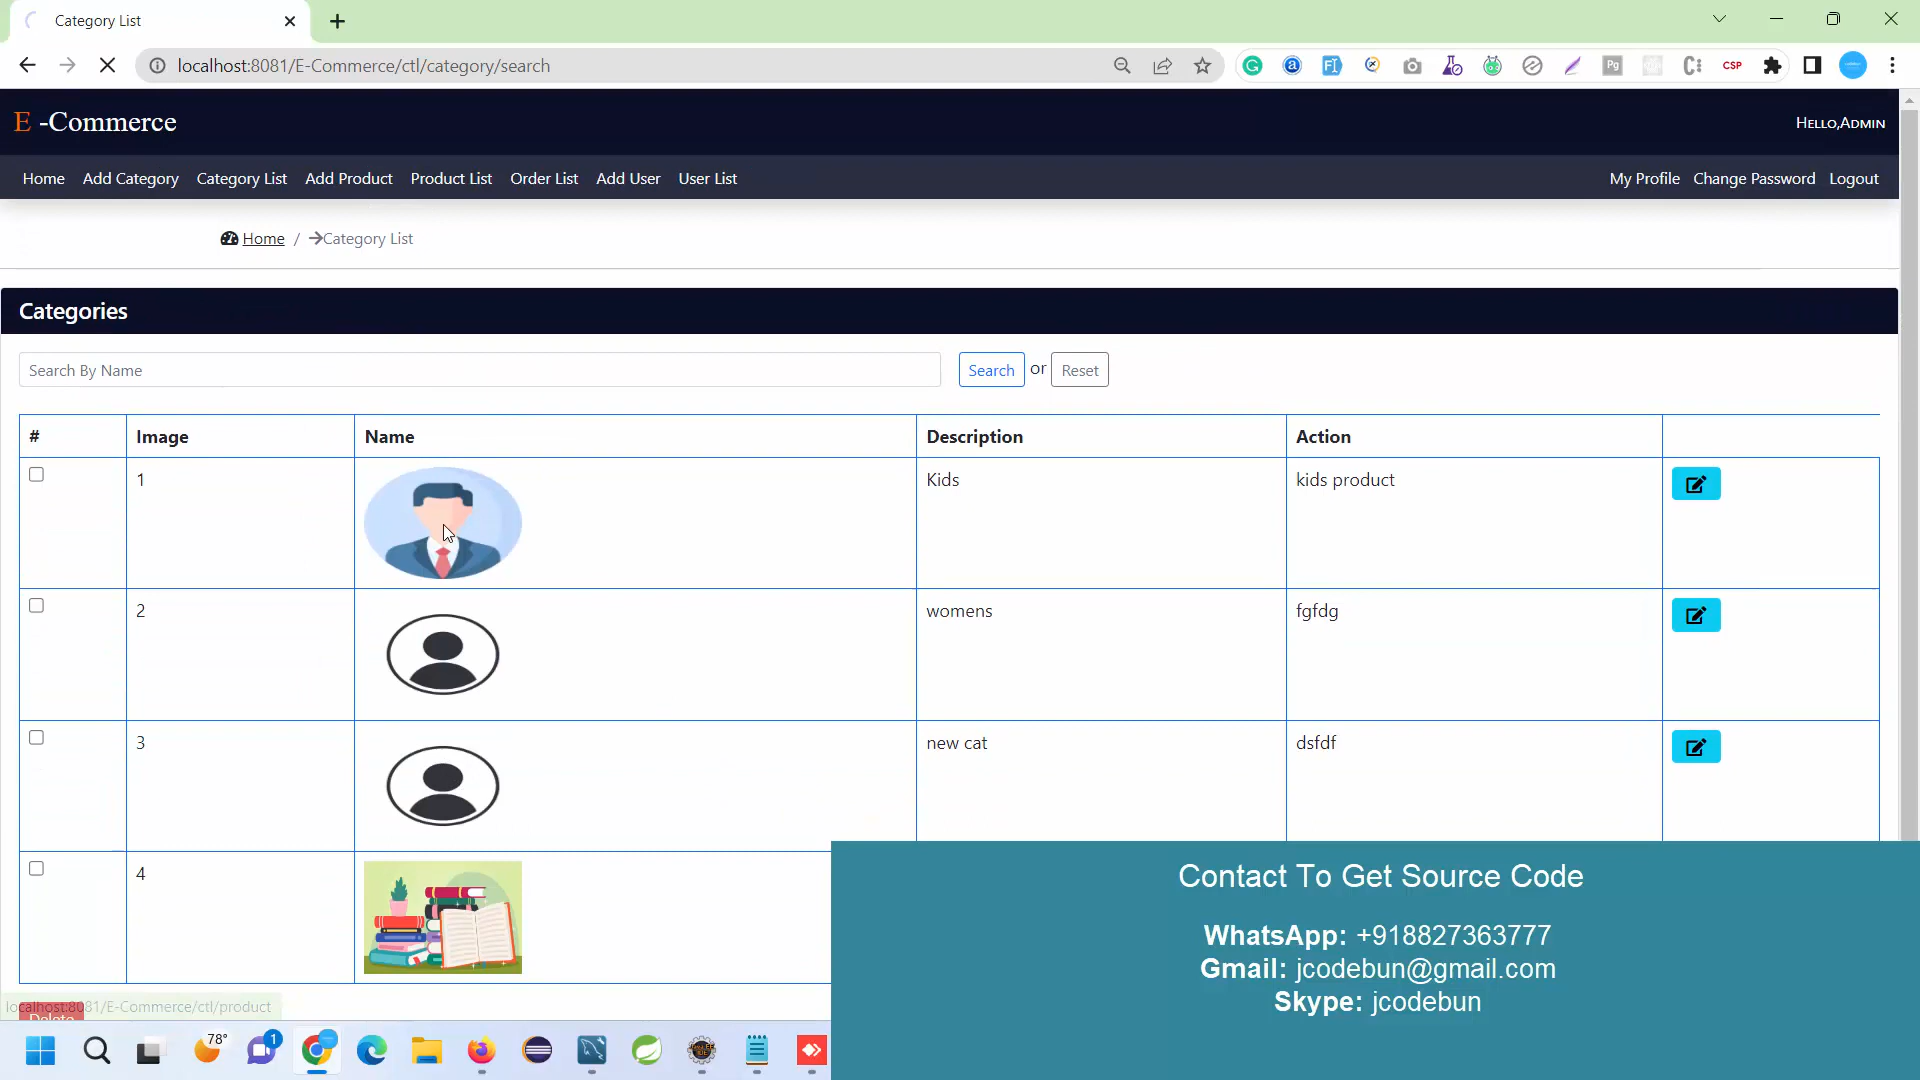 Category List
localhost:8081/E-Commerce/ctl/category/search
E -Commerce
Hello,Admin
Home Add Category Category List Add Product Product List Order List Add User User List
My Profile Change Password Logout
Home / Category List
Categories
Search By Name Search or Reset
# Image Name Description Action
1 Kids kids product
2 womens fgfdg
3 new cat dsfdf
4
Contact To Get Source Code
WhatsApp: +918827363777
Gmail: jcodebun@gmail.com
Skype: jcodebun
localhost:8081/E-Commerce/ctl/product
Delete
78° 1
CSP
Pg